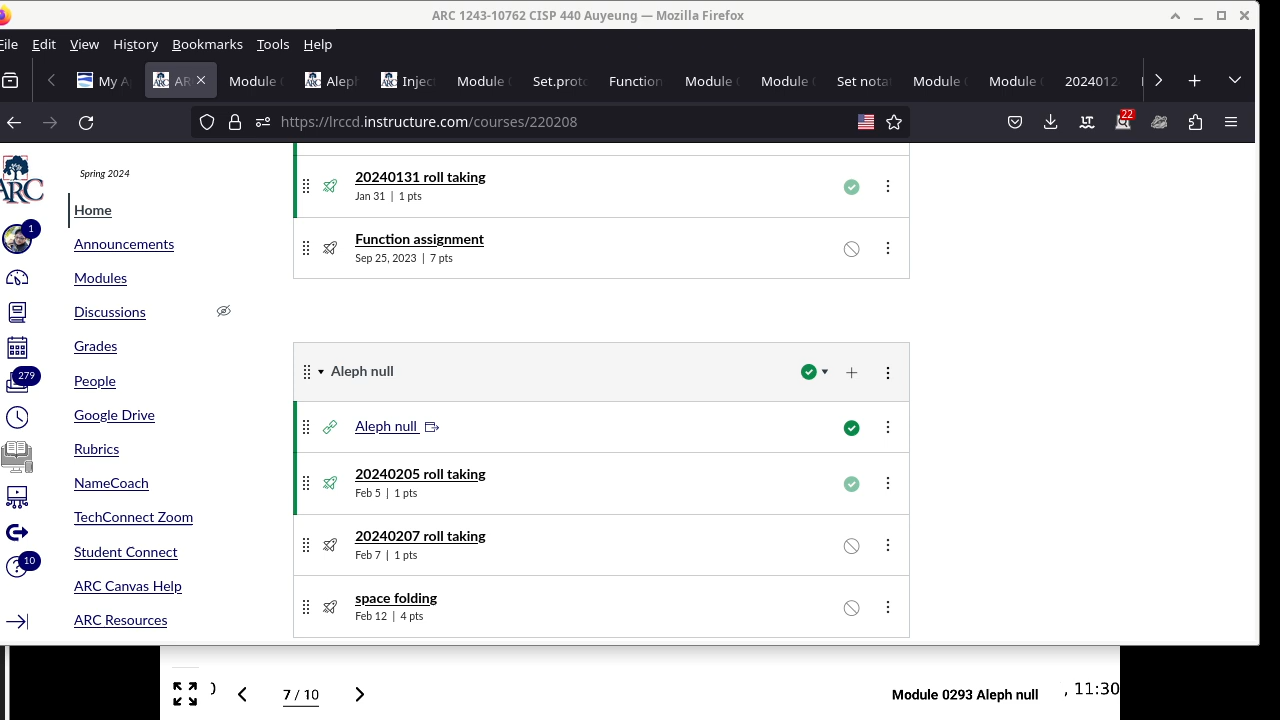 ARC 1243-10762 CISP 440 Auyeung — Mozilla Firefox
File Edit View History Bookmarks Tools Help
My A AR Module Aleph Inject Module Set.proto Function Module Module Set nota Module Module 2024012
https://lrccd.instructure.com/courses/220208
22
ARC
Spring 2024
Home
1
Announcements
Modules
Discussions
Grades
279
People
Google Drive
Rubrics
NameCoach
TechConnect Zoom
Student Connect
10
ARC Canvas Help
ARC Resources
20240131 roll taking
Jan 31 | 1 pts
Function assignment
Sep 25, 2023 | 7 pts
Aleph null
Aleph null
20240205 roll taking
Feb 5 | 1 pts
20240207 roll taking
Feb 7 | 1 pts
space folding
Feb 12 | 4 pts
7 / 10
Module 0293 Aleph null
, 11:30